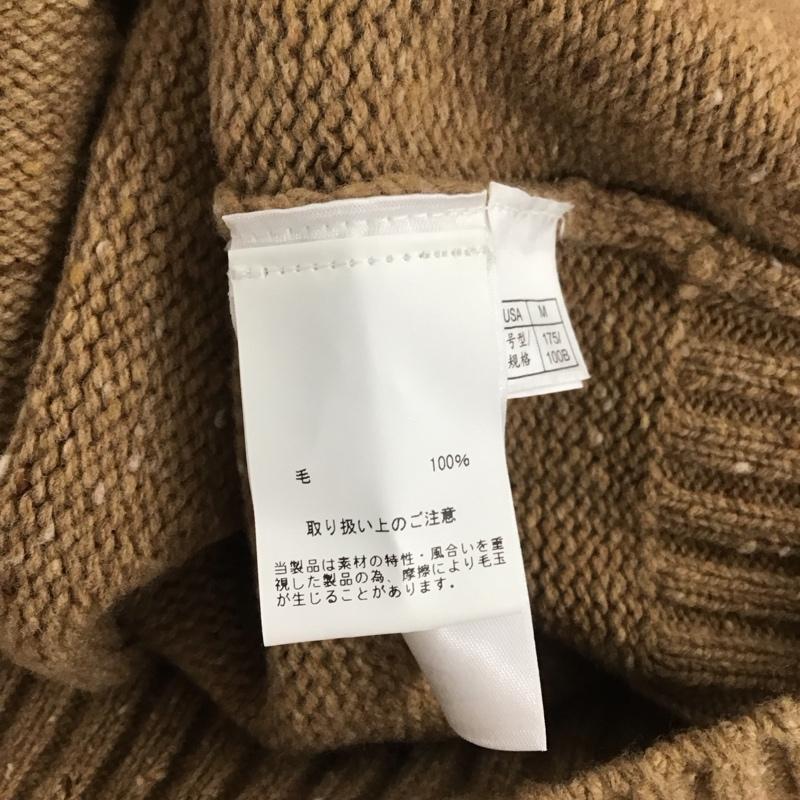 毛 100%
取り扱い上のご注意
当製品は素材の特性・風合いを重
視した製品の為、摩擦により毛玉
が生じることがあります。
USA M
号型/ 175/
规格 100B